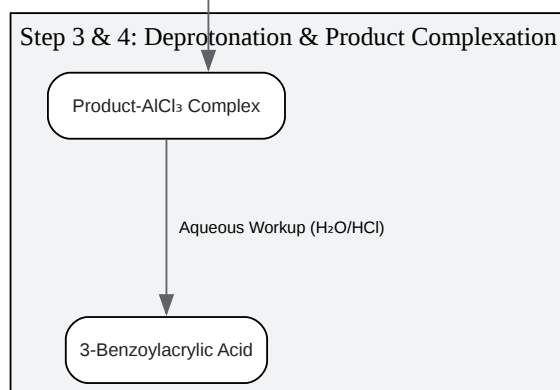 Step 3 & 4: Deprotonation & Product Complexation
Product-AlCl₃ Complex
Aqueous Workup (H₂O/HCl)
3-Benzoylacrylic Acid